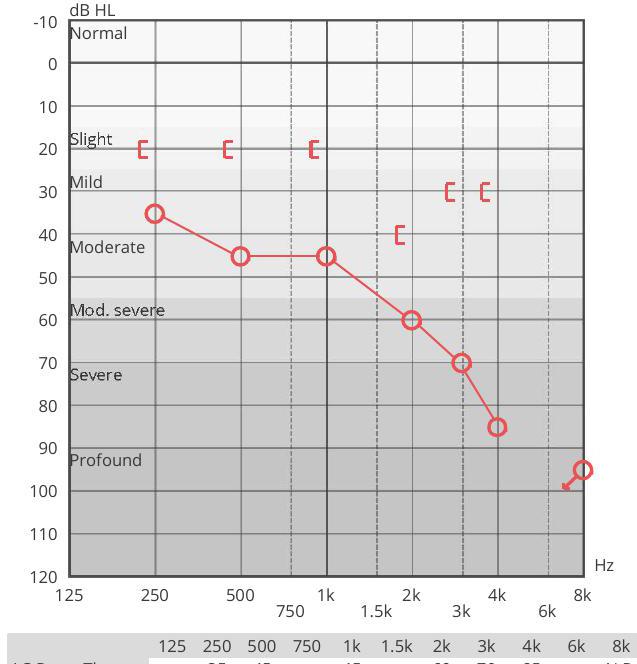 dB HL
-10
Normal
0
10
Slight
20
Mild
30
40
Moderate
50
Mod. severe
60
70
Severe
80
90
Profound
100
110
120
Hz
125 250 500 1k 2k 4k 8k
750 1.5k 3k 6k
125 250 500 750 1k 1.5k 2k 3k 4k 6k 8k